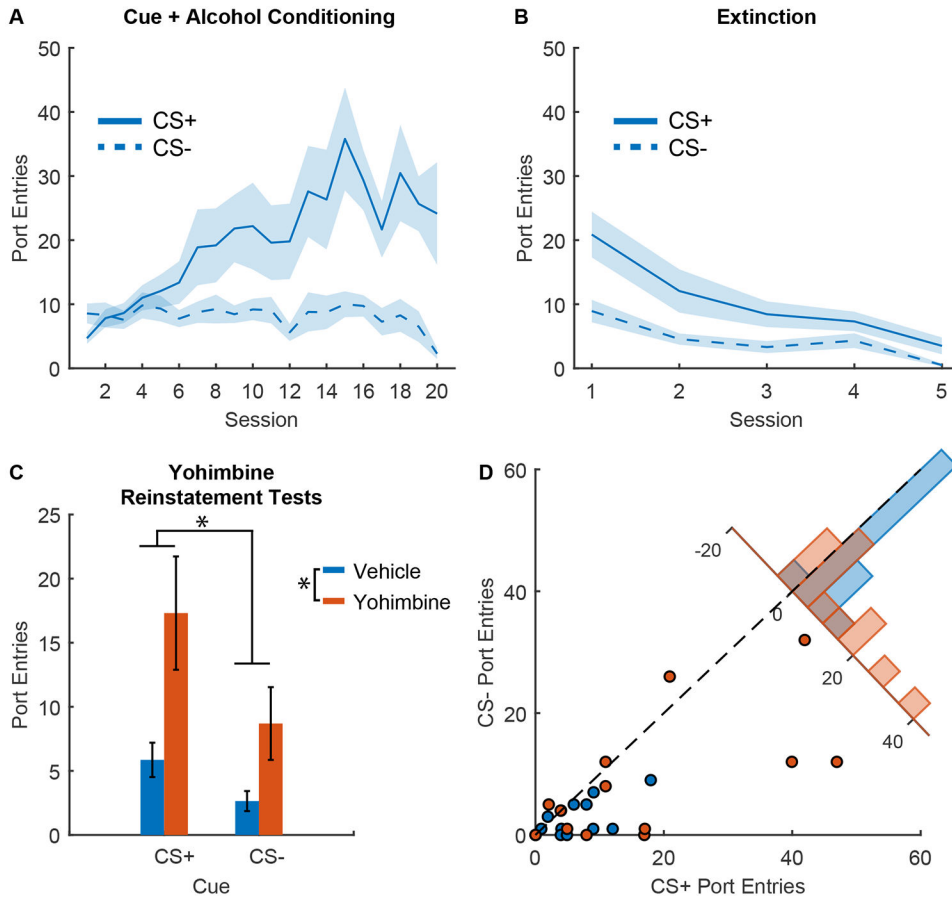 A
Cue + Alcohol Conditioning
50
40
30
20
10
0
Port Entries
CS+
CS-
2 4 6 8 10 12 14 16 18 20
Session
B
Extinction
50
40
30
20
10
0
Port Entries
CS+
CS-
1 2 3 4 5
Session
C
Yohimbine
Reinstatement Tests
25
20
15
10
5
0
Port Entries
*
* Vehicle
Yohimbine
CS+ CS-
Cue
D
60
40
20
0
CS- Port Entries
-20
0
20
40
0 20 40 60
CS+ Port Entries